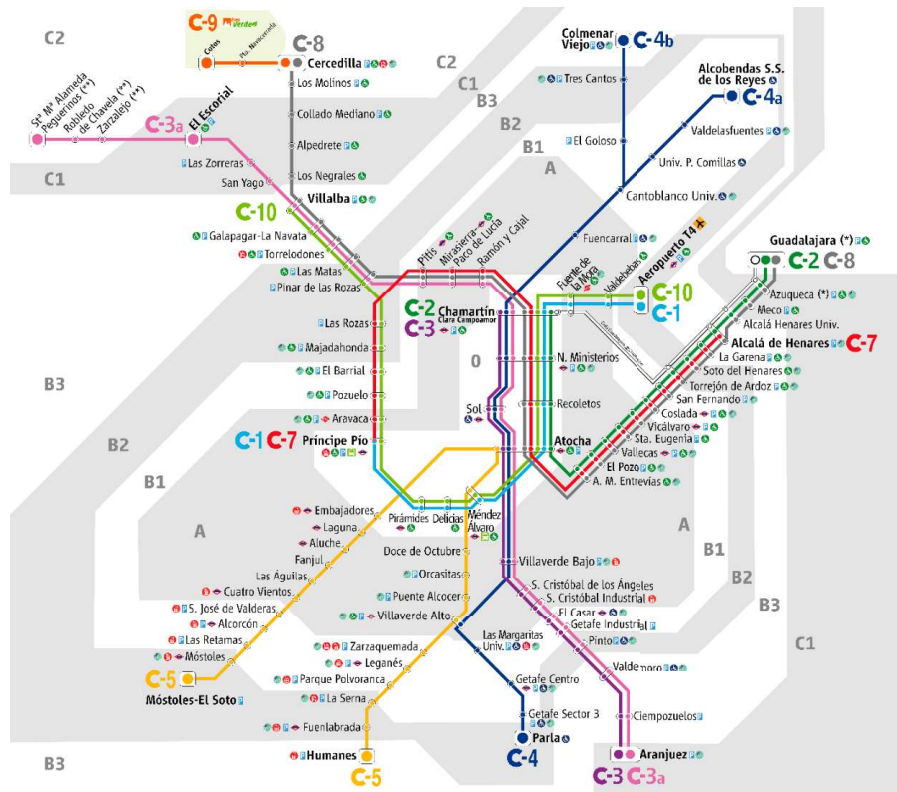 C2
C-9
Tren Verde
C-8
Cotos
Pto. Navacerrada
Cercedilla
C2
C1
B3
Colmenar
Viejo
C-4b
Alcobendas S.S.
de los Reyes
C-4a
Tres Cantos
Los Molinos
Collado Mediano
Alpedrete
Los Negrales
Villalba
Stª Mª Alameda
Peguerinos (**)
Robledo
de Chavela (**)
Zarzalejo (**)
C-3a
El Escorial
C1
Las Zorreras
San Yago
C-10
Galapagar-La Navata
Torrelodones
Las Matas
Pinar de las Rozas
B2
B1
A
El Goloso
Valdelasfuentes
Univ. P. Comillas
Cantoblanco Univ.
Fuencarral
Pitis
Mirasierra-
Paco de Lucía
Ramón y Cajal
Fuente de
la Mora
Valdebebas
Aeropuerto T4
C-10
C-1
Guadalajara (*)
C-2 C-8
Azuqueca (*)
Meco
Alcalá Henares Univ.
Alcalá de Henares
C-7
La Garena
Soto del Henares
Torrejón de Ardoz
San Fernando
Coslada
Vicálvaro
Sta. Eugenia
Vallecas
El Pozo
A. M. Entrevías
C-2
C-3
Chamartín
Clara Campoamor
0
N. Ministerios
Recoletos
Sol
Atocha
Las Rozas
Majadahonda
El Barrial
Pozuelo
Aravaca
C-1 C-7
Príncipe Pío
B3
B2
B1
A
Pirámides
Delicias
Méndez
Álvaro
Embajadores
Laguna
Aluche
Fanjul
Las Águilas
Cuatro Vientos
S. José de Valderas
Alcorcón
Las Retamas
Móstoles
C-5
Móstoles-El Soto
Doce de Octubre
Orcasitas
Puente Alcocer
Villaverde Alto
Zarzaquemada
Leganés
Parque Polvoranca
La Serna
Fuenlabrada
Humanes
C-5
B3
Villaverde Bajo
S. Cristóbal de los Ángeles
S. Cristóbal Industrial
El Casar
Getafe Industrial
Pinto
Valdemoro
Ciempozuelos
Aranjuez
C-3 C-3a
Las Margaritas
Univ.
Getafe Centro
Getafe Sector 3
Parla
C-4
A
B1
B2
B3
C1